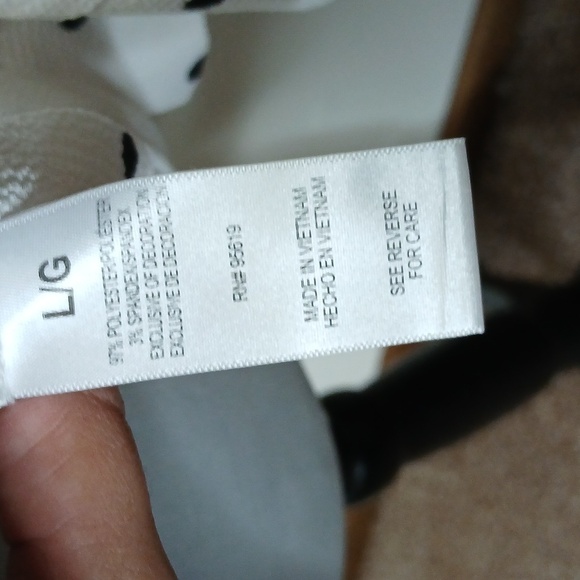 L/G
97% POLYESTER/POLIÉSTER
3% SPANDEX/SPANDEX
EXCLUSIVE OF DECORATION
EXCLUSIVE DE DECORACIÓN
RN# 96619
MADE IN VIETNAM
HECHO EN VIETNAM
SEE REVERSE
FOR CARE